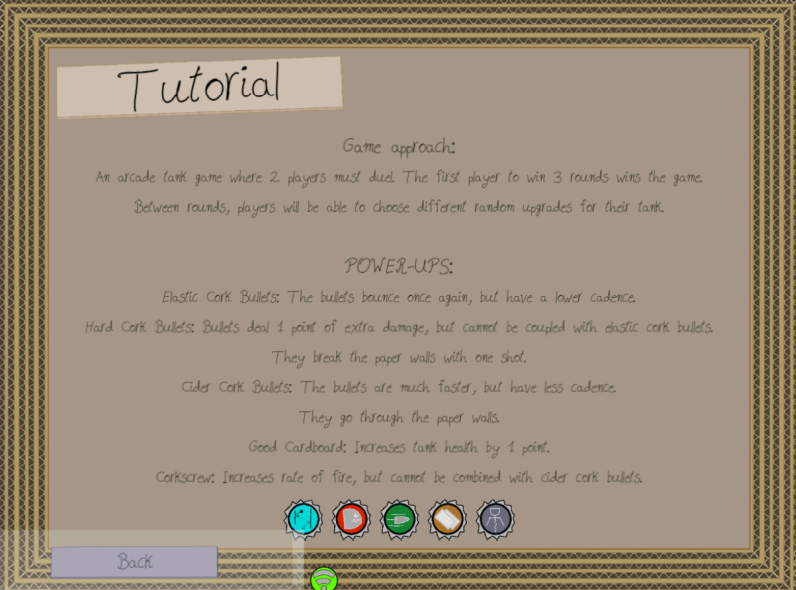 Tutorial
Game approach:
An arcade tank game where 2 players must duel. The first player to win 3 rounds wins the game.
Between rounds, players will be able to choose different random upgrades for their tank.
POWER-UPS:
Elastic Cork Bullets: The bullets bounce once again, but have a lower cadence.
Hard Cork Bullets: Bullets deal 1 point of extra damage, but cannot be coupled with elastic cork bullets.
They break the paper walls with one shot.
Cider Cork Bullets: The bullets are much faster, but have less cadence.
They go through the paper walls.
Good Cardboard: Increases tank health by 1 point.
Corkscrew: Increases rate of fire, but cannot be combined with cider cork bullets.
Back